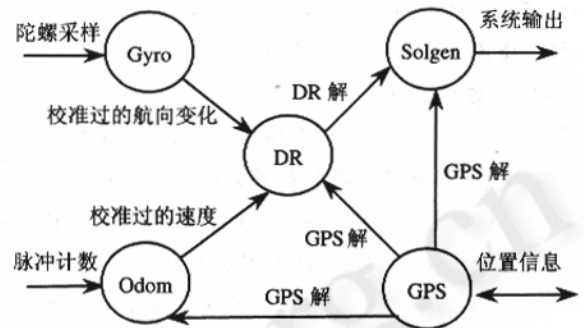 陀螺采样
Gyro
系统输出
Solgen
DR 解
校准过的航向变化
DR
GPS 解
校准过的速度
GPS 解
脉冲计数
Odom
GPS 解
GPS
位置信息